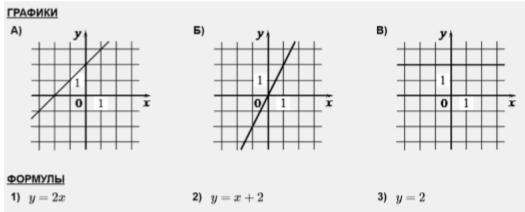 ГРАФИКИ
А) Б) В)
y y y
1 1 1
0 1 x 0 1 x 0 1 x
ФОРМУЛЫ
1) y = 2x 2) y = x + 2 3) y = 2